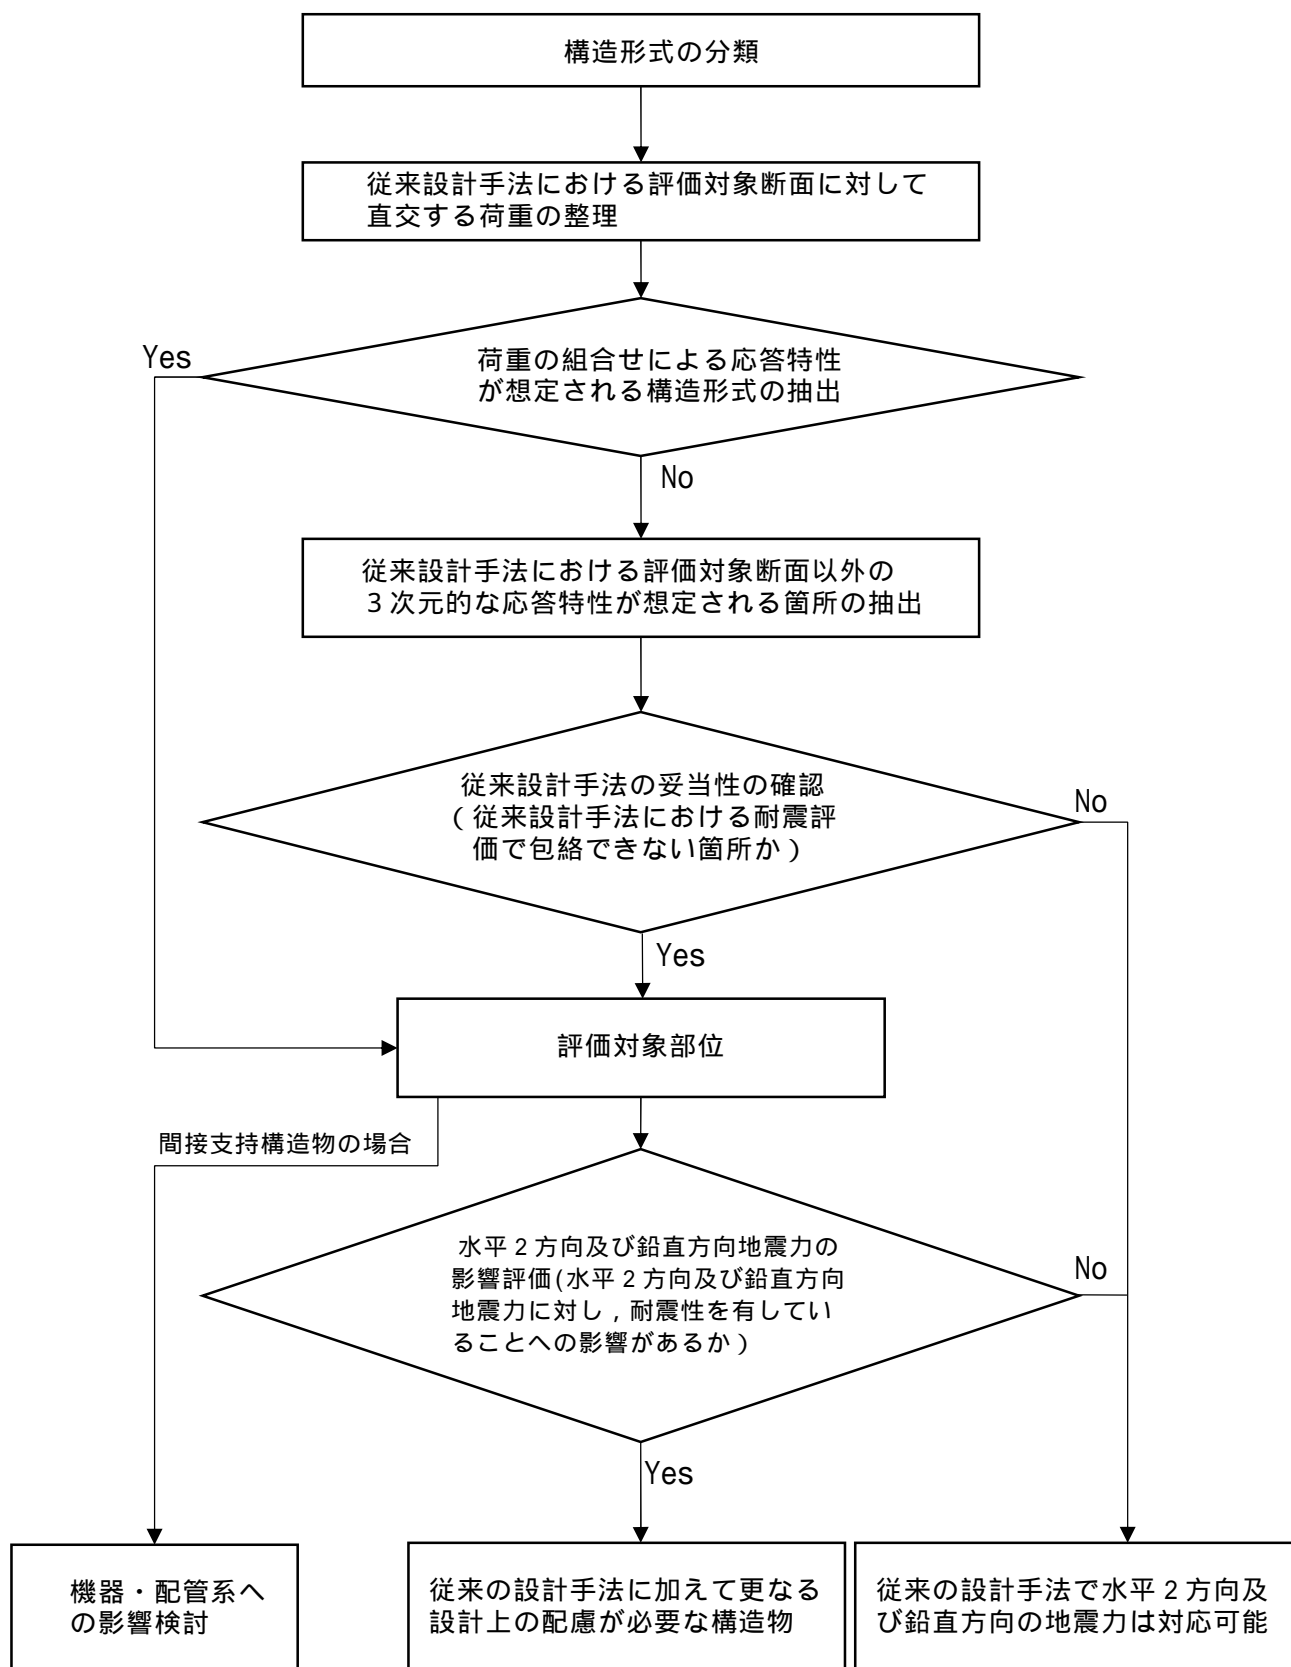 構造形式の分類
従来設計手法における評価対象断面に対して
直交する荷重の整理
Yes
荷重の組合せによる応答特性
が想定される構造形式の抽出
No
従来設計手法における評価対象断面以外の
３次元的な応答特性が想定される箇所の抽出
従来設計手法の妥当性の確認
（従来設計手法における耐震評
価で包絡できない箇所か）
No
Yes
評価対象部位
間接支持構造物の場合
水平２方向及び鉛直方向地震力の
影響評価(水平２方向及び鉛直方向
地震力に対し，耐震性を有してい
ることへの影響があるか）
No
Yes
機器・配管系へ
の影響検討
従来の設計手法に加えて更なる
設計上の配慮が必要な構造物
従来の設計手法で水平２方向及
び鉛直方向の地震力は対応可能